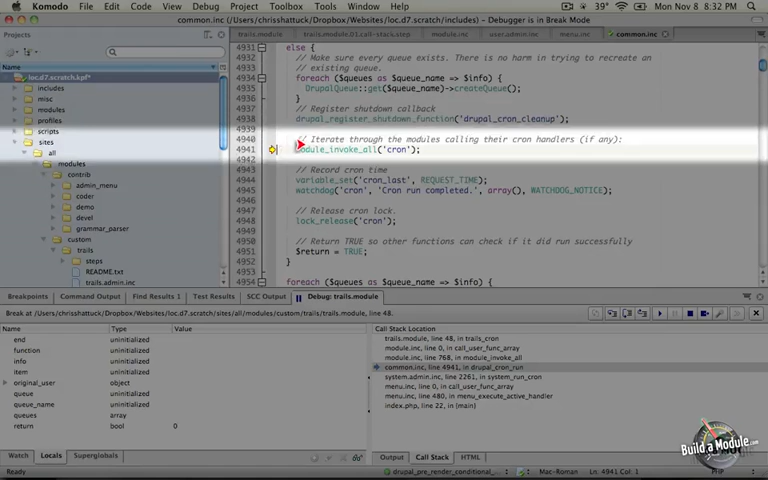 Komodo File Edit Code Navigation View Debug Project Toolbox Tools Window Help 39° Mon Nov 8 8:32 PM
common.inc (/Users/chrisshattuck/Dropbox/Websites/loc.d7.scratch/includes) - Debugger is in Break Mode
Projects
trails.module trails.module.01.call-stack.step module.inc user.admin.inc menu.inc common.inc
Name
loc.d7.scratch.kpf*
includes
misc
modules
profiles
scripts
sites
all
modules
contrib
admin_menu
coder
demo
devel
grammar_parser
custom
trails
steps
README.txt
trails.admin.inc
4931 else {
4932 // Make sure every queue exists. There is no harm in trying to recreate an
4933 // existing queue.
4934 foreach ($queues as $queue_name => $info) {
4935 DrupalQueue::get($queue_name)->createQueue();
4936 }
4937 // Register shutdown callback
4938 drupal_register_shutdown_function('drupal_cron_cleanup');
4939
4940 // Iterate through the modules calling their cron handlers (if any):
4941 module_invoke_all('cron');
4942
4943 // Record cron time
4944 variable_set('cron_last', REQUEST_TIME);
4945 watchdog('cron', 'Cron run completed.', array(), WATCHDOG_NOTICE);
4946
4947 // Release cron lock.
4948 lock_release('cron');
4949
4950 // Return TRUE so other functions can check if it did run successfully
4951 $return = TRUE;
4952 }
4953
4954 foreach ($queues as $queue_name => $info) {
Breakpoints Command Output Find Results 1 Test Results SCC Output Debug: trails.module
Break at /Users/chrisshattuck/Dropbox/Websites/loc.d7.scratch/sites/all/modules/custom/trails/trails.module, line 48.
Name Type Value
end uninitialized
function uninitialized
info uninitialized
item uninitialized
original_user object
queue uninitialized
queue_name uninitialized
queues array
return boolean 0
Call Stack Location
trails.module, line 48, in trails_cron
module.inc, line 0, in call_user_func_array
module.inc, line 768, in module_invoke_all
common.inc, line 4941, in drupal_cron_run
system.admin.inc, line 2261, in system_run_cron
menu.inc, line 0, in call_user_func_array
menu.inc, line 480, in menu_execute_active_handler
index.php, line 22, in {main}
Watch Locals Superglobals
Output Call Stack HTML
Ready
drupal_pre_render_conditional_... Mac-Roman Ln: 4941 Col: 1 PHP
Build a Module.com